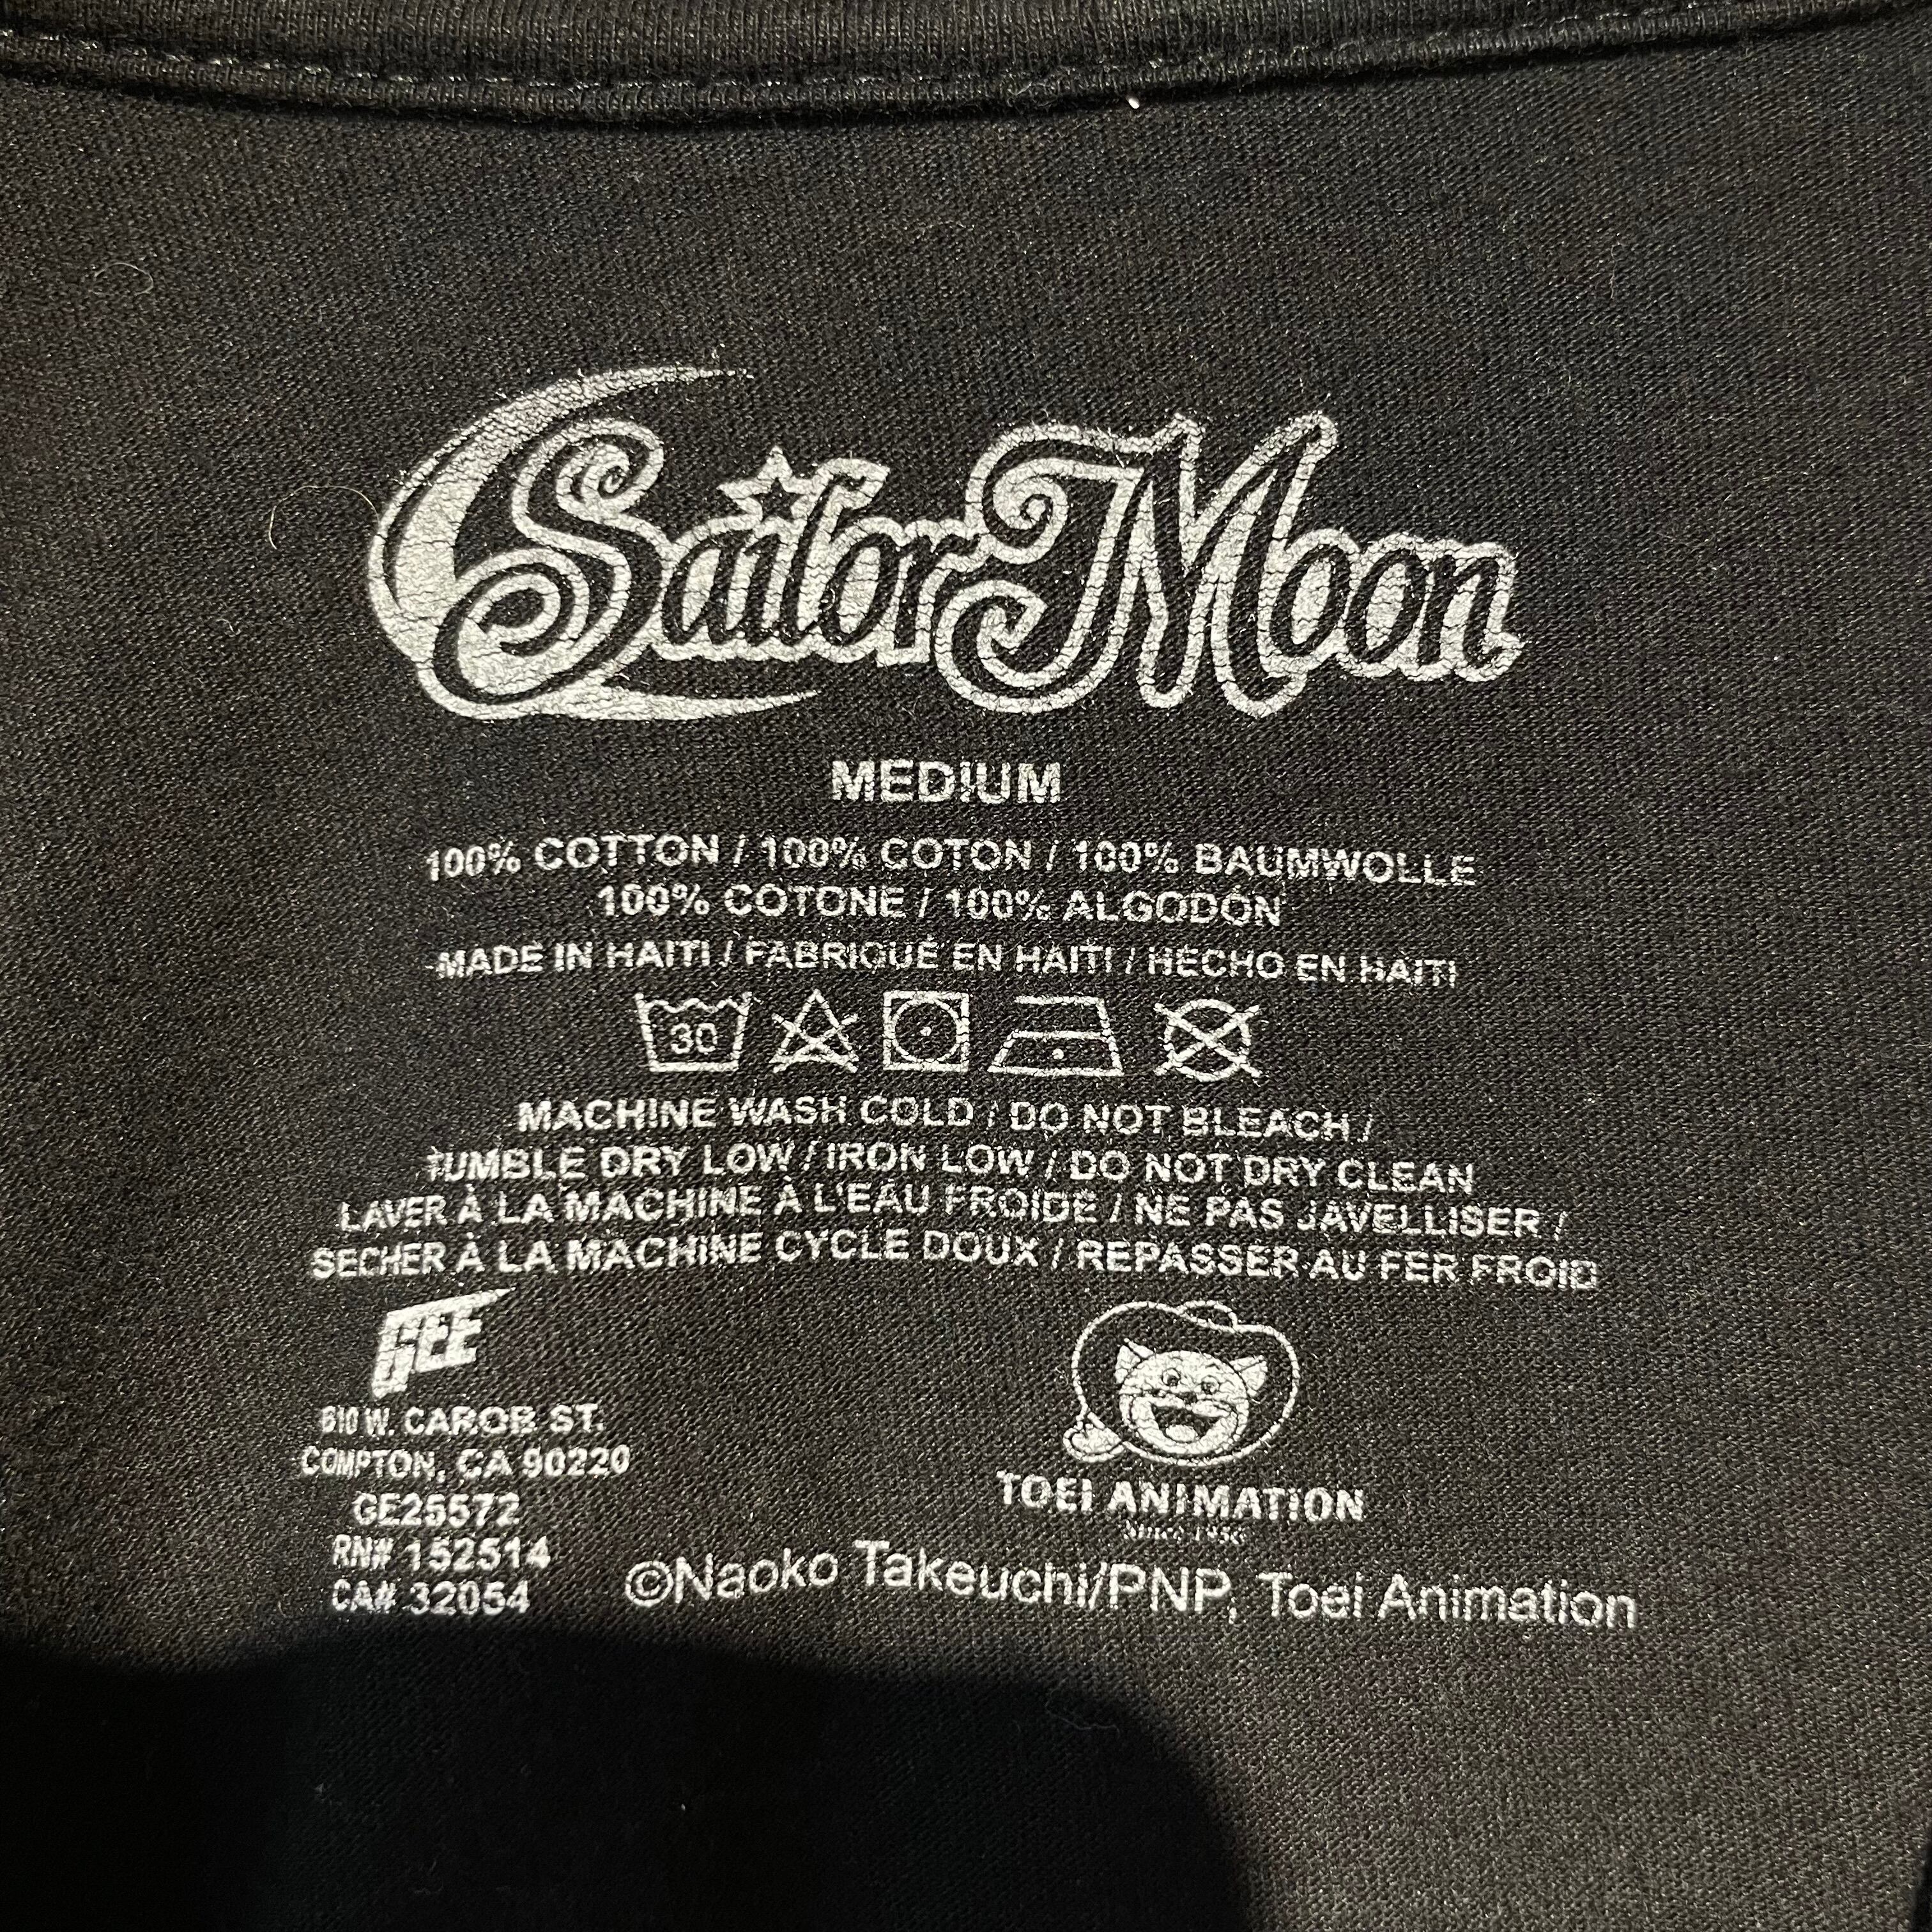 Sailor Moon
MEDIUM
100% COTTON / 100% COTON / 100% BAUMWOLLE
100% COTONE / 100% ALGODÓN
MADE IN HAITI / FABRIQUÉ EN HAITI / HECHO EN HAITI
30
MACHINE WASH COLD / DO NOT BLEACH /
TUMBLE DRY LOW / IRON LOW / DO NOT DRY CLEAN
LAVER À LA MACHINE À L'EAU FROIDE / NE PAS JAVELLISER /
SECHER À LA MACHINE CYCLE DOUX / REPASSER AU FER FROID
GEE
610 W. CAROB ST.
COMPTON, CA 90220
GE25572
RN# 152514
CA# 32054
TOEI ANIMATION
Since 1956
©Naoko Takeuchi/PNP, Toei Animation